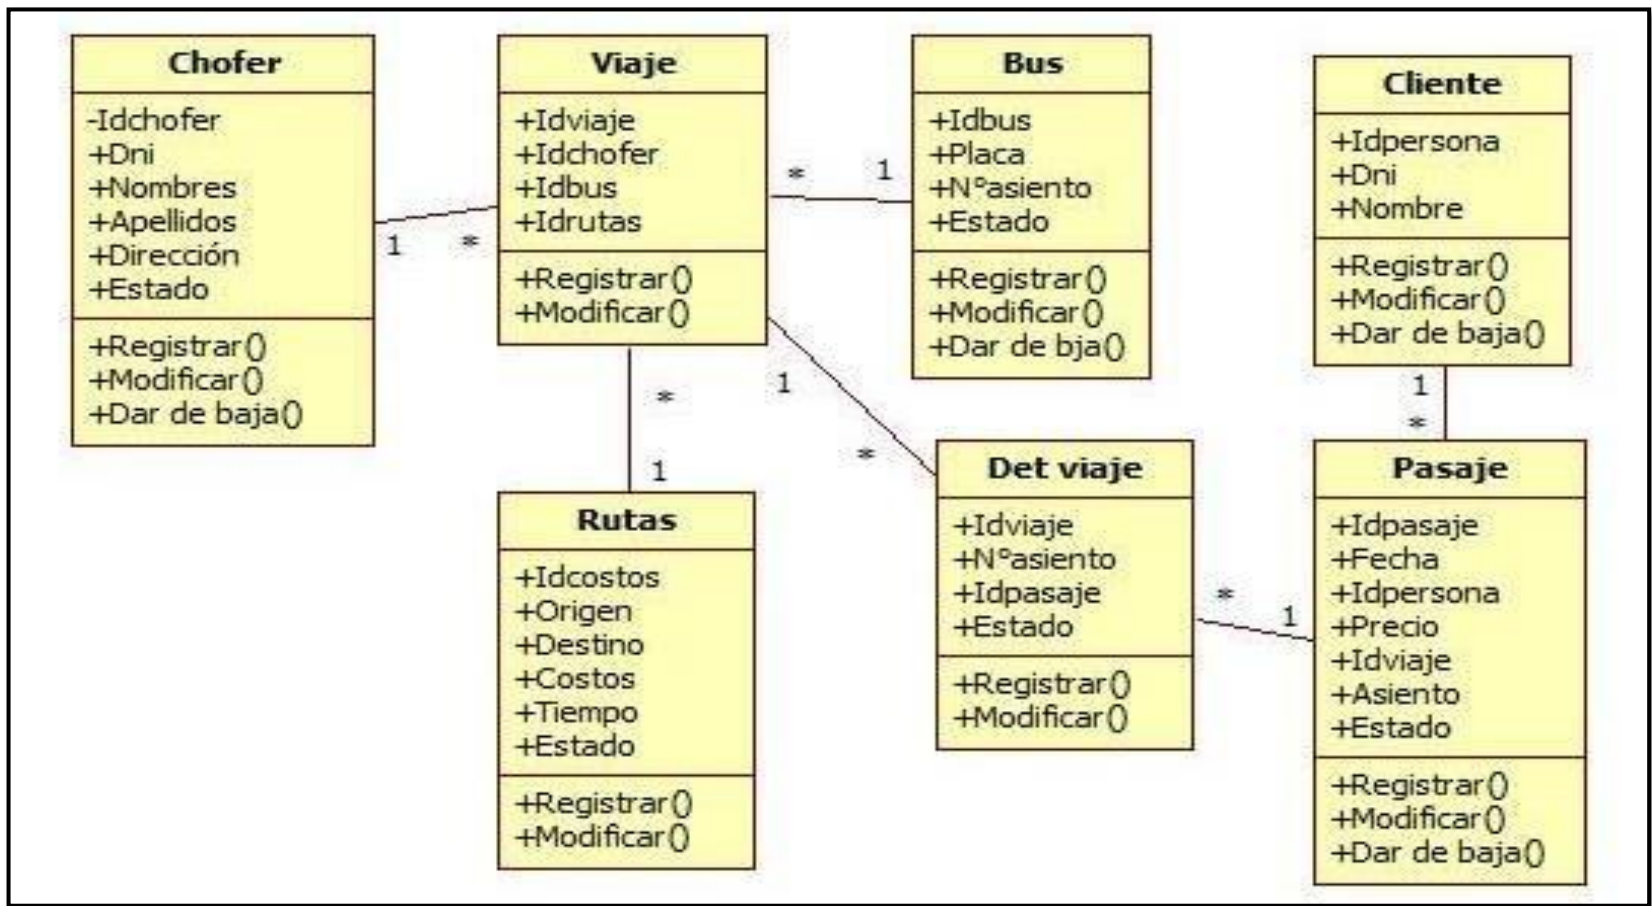 Chofer
-Idchofer
+Dni
+Nombres
+Apellidos
+Dirección
+Estado
+Registrar()
+Modificar()
+Dar de baja()
1
*
Viaje
+Idviaje
+Idchofer
+Idbus
+Idrutas
+Registrar()
+Modificar()
*
1
Bus
+Idbus
+Placa
+N°asiento
+Estado
+Registrar()
+Modificar()
+Dar de bja()
Cliente
+Idpersona
+Dni
+Nombre
+Registrar()
+Modificar()
+Dar de baja()
1
*
*
1
1
*
Rutas
+Idcostos
+Origen
+Destino
+Costos
+Tiempo
+Estado
+Registrar()
+Modificar()
Det viaje
+Idviaje
+N°asiento
+Idpasaje
+Estado
+Registrar()
+Modificar()
*
1
Pasaje
+Idpasaje
+Fecha
+Idpersona
+Precio
+Idviaje
+Asiento
+Estado
+Registrar()
+Modificar()
+Dar de baja()